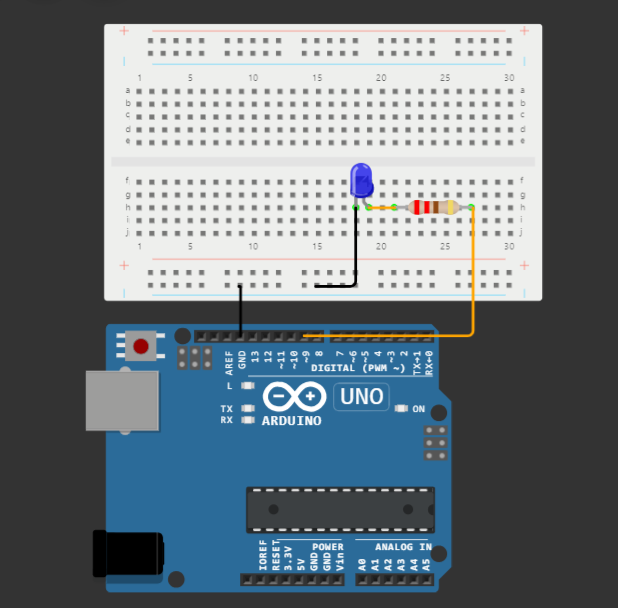 + +
1 5 10 15 20 25 30
a a
b b
c c
d d
e e
f f
g g
h h
i i
j j
1 5 10 15 20 25 30
+ +
AREF GND 13 12 ~11 ~10 ~9 8 7 ~6 ~5 4 ~3 2 TX→1 RX←0
DIGITAL (PWM ~)
L
UNO
TX ON
RX ARDUINO
IOREF RESET 3.3V 5V GND GND Vin
POWER ANALOG IN
A0 A1 A2 A3 A4 A5